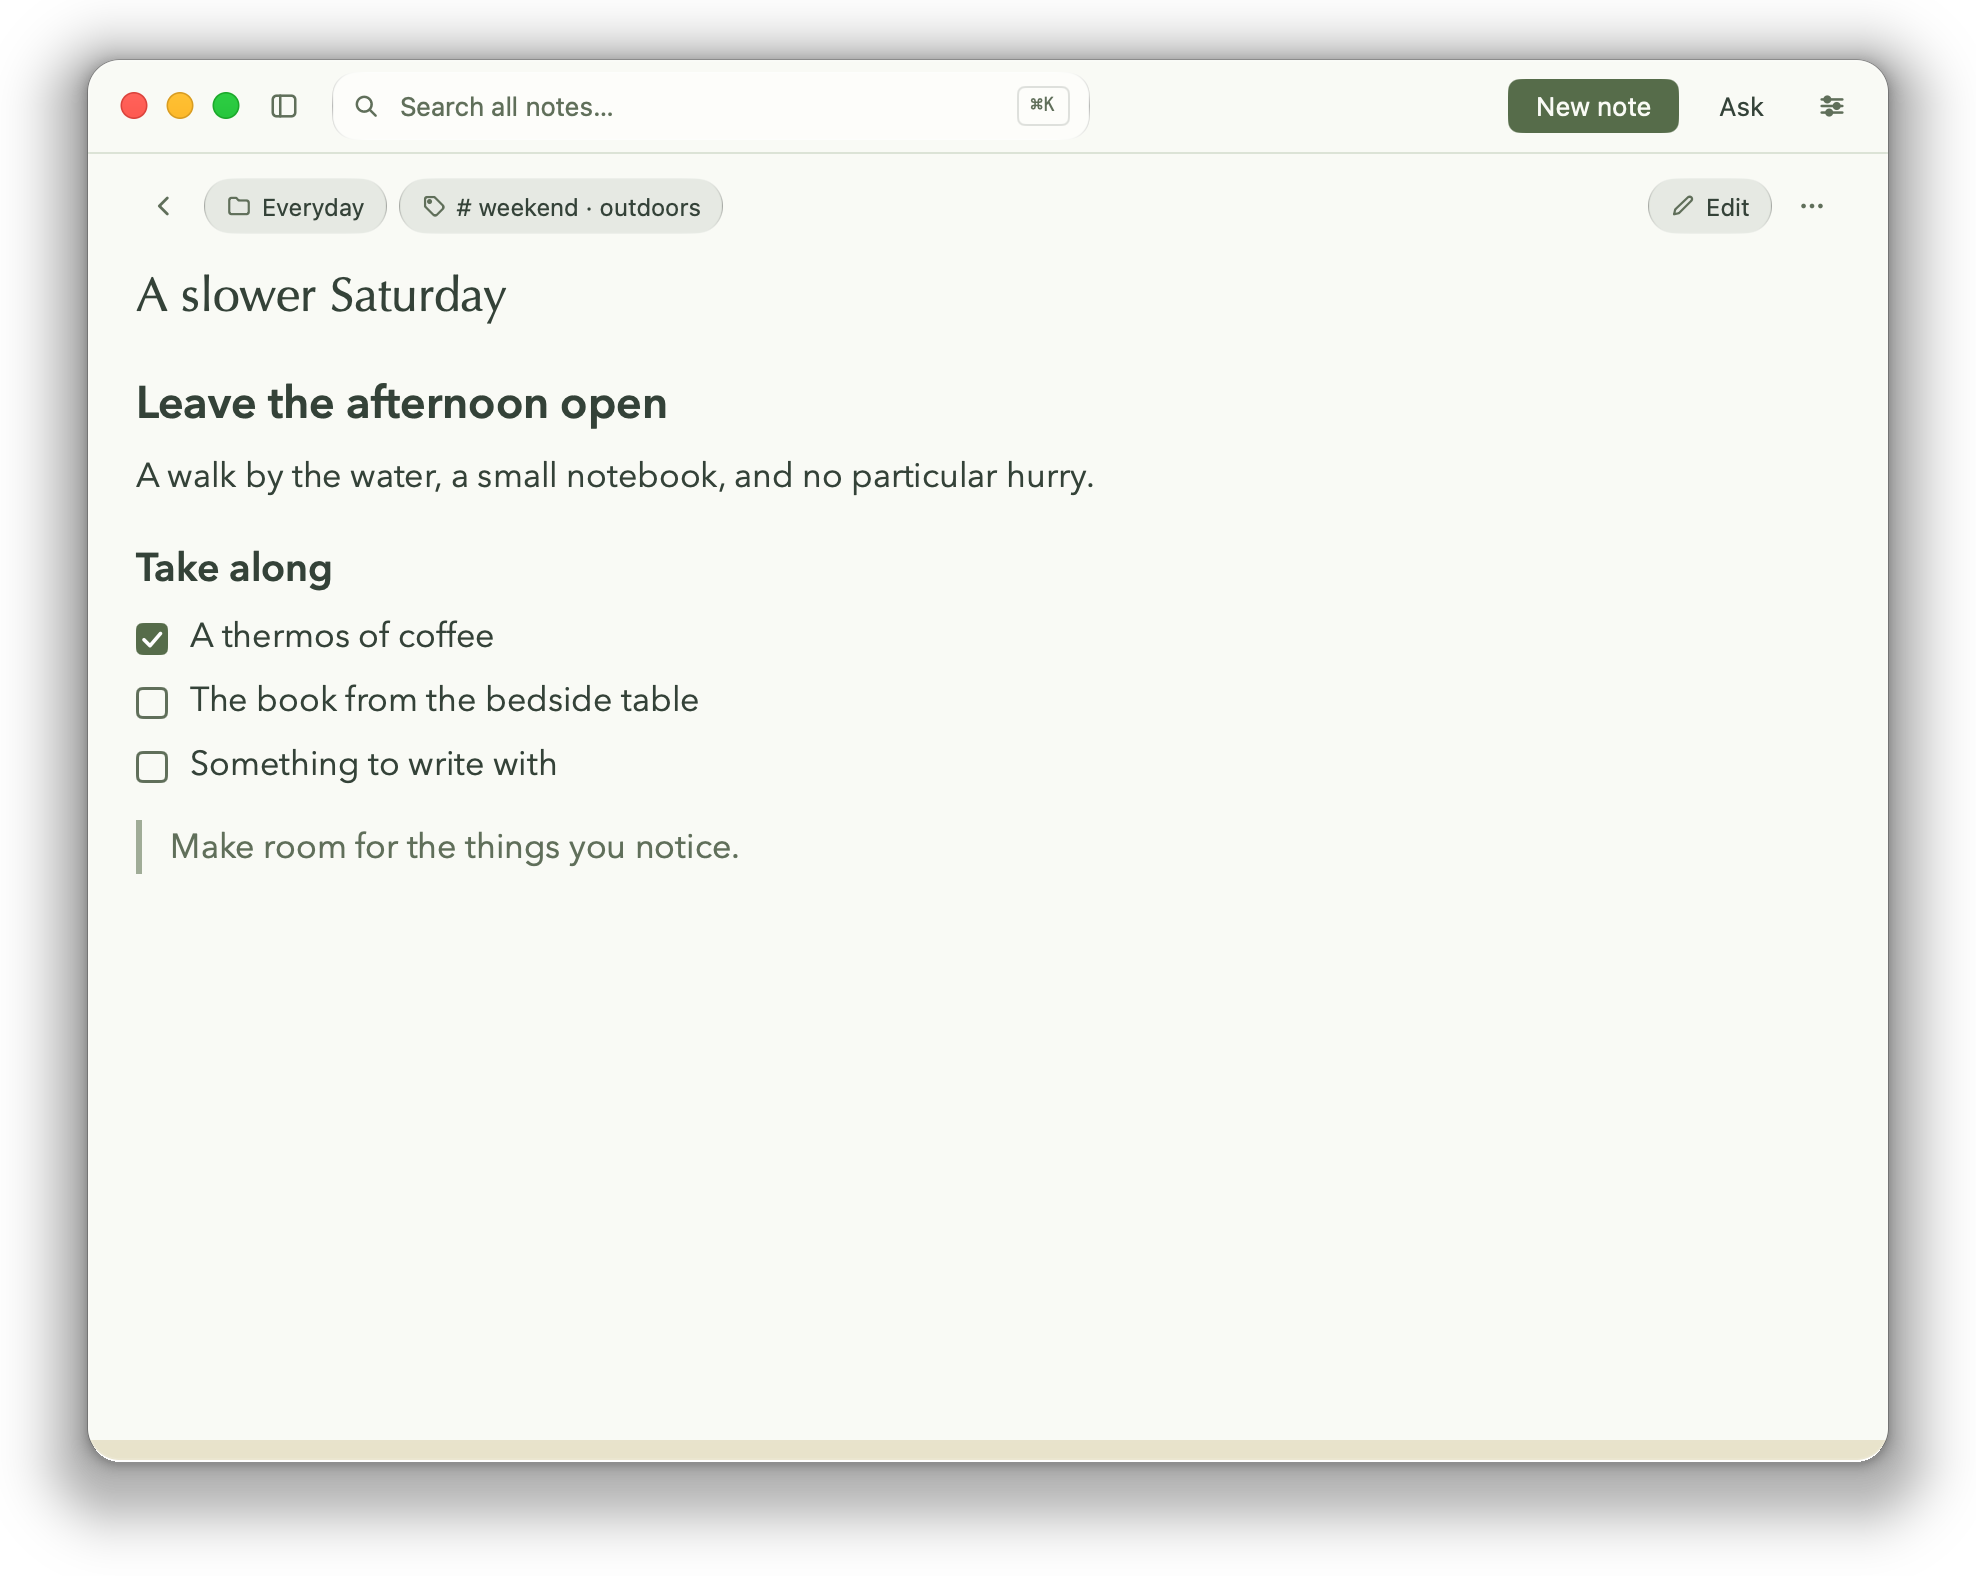 Search all notes...
⌘K
New note
Ask
Everyday
# weekend · outdoors
Edit
A slower Saturday
Leave the afternoon open
A walk by the water, a small notebook, and no particular hurry.
Take along
A thermos of coffee
The book from the bedside table
Something to write with
Make room for the things you notice.